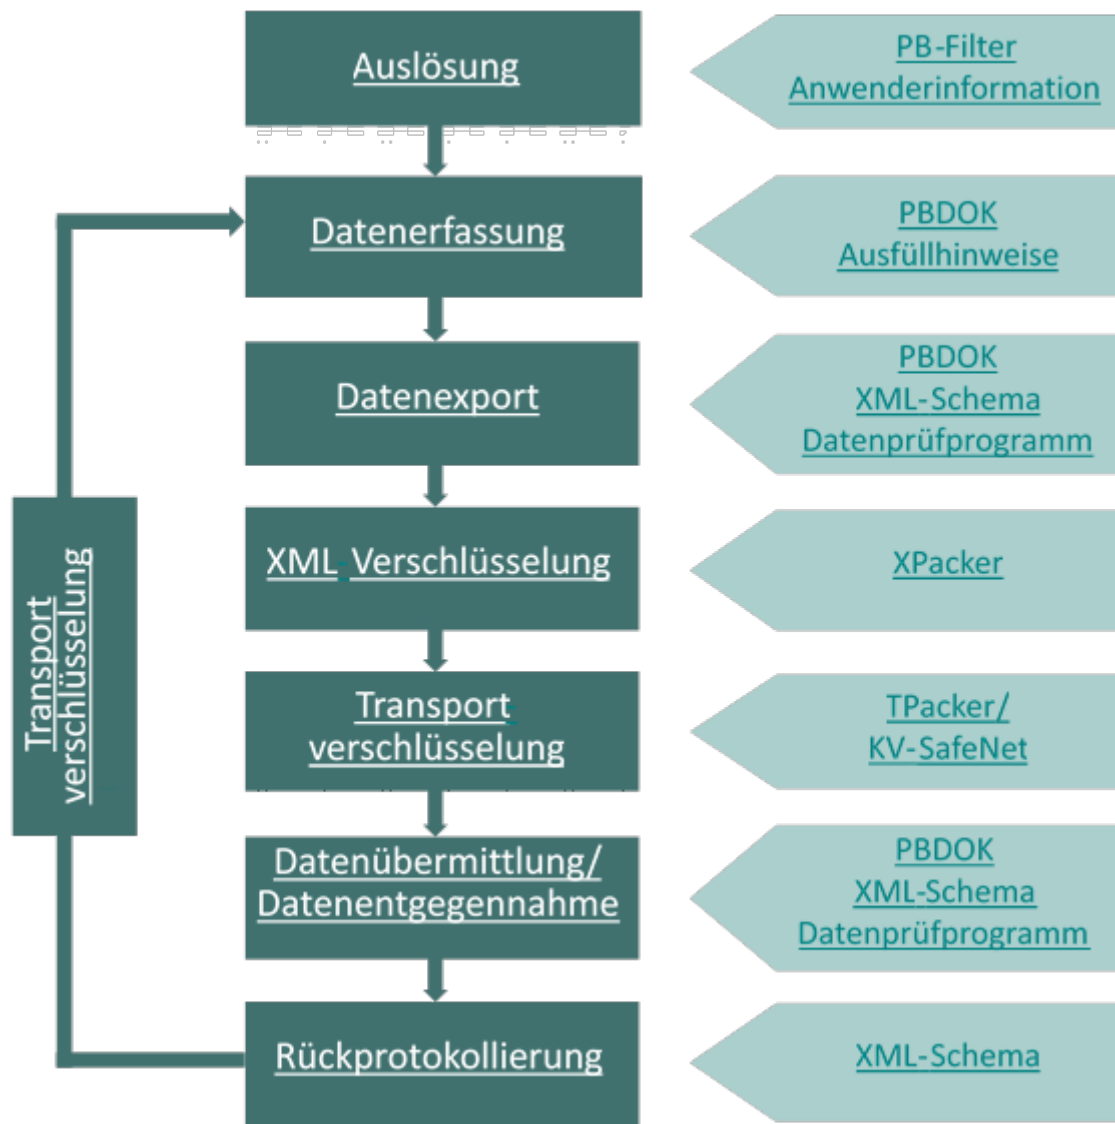 Auslösung
PB-Filter
Anwenderinformation
Datenerfassung
PBDOK
Ausfüllhinweise
Datenexport
PBDOK
XML-Schema
Datenprüfprogramm
XML-Verschlüsselung
XPacker
Transport
verschlüsselung
Transport
verschlüsselung
TPacker/
KV-SafeNet
Datenübermittlung/
Datenentgegennahme
PBDOK
XML-Schema
Datenprüfprogramm
Rückprotokollierung
XML-Schema